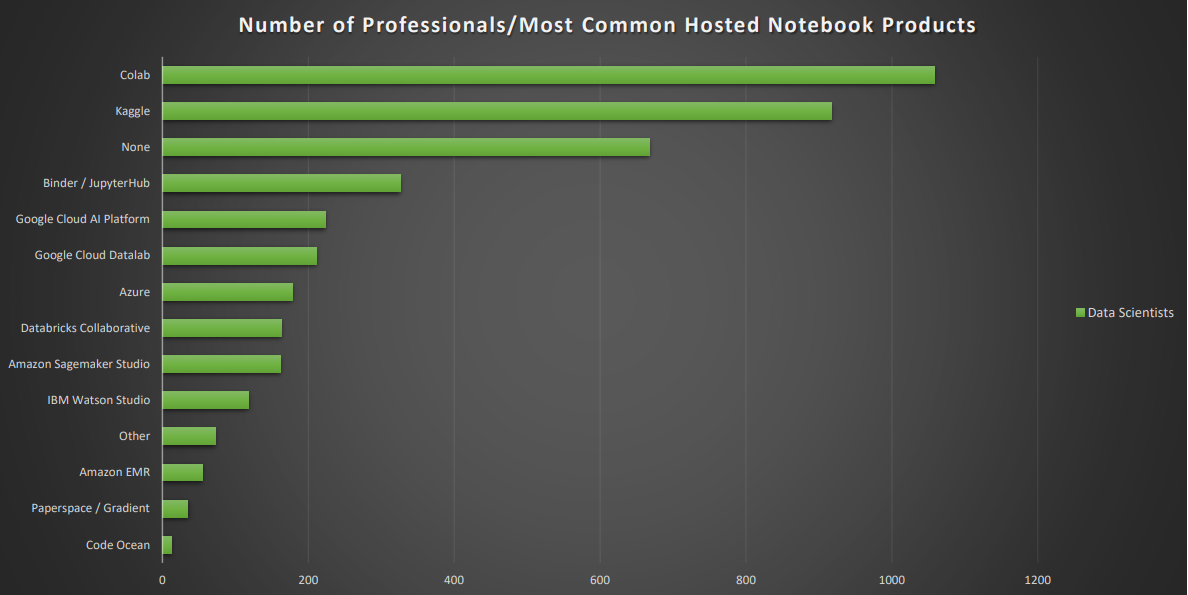 Number of Professionals/Most Common Hosted Notebook Products
Colab
Kaggle
None
Binder / JupyterHub
Google Cloud AI Platform
Google Cloud Datalab
Azure
Databricks Collaborative
Amazon Sagemaker Studio
IBM Watson Studio
Other
Amazon EMR
Paperspace / Gradient
Code Ocean
0 200 400 600 800 1000 1200
Data Scientists